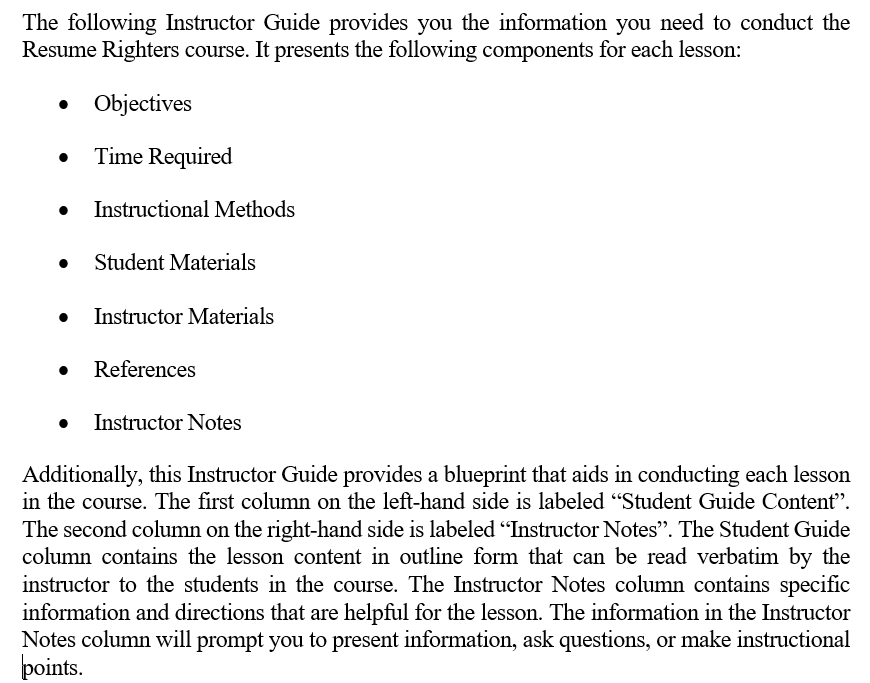 The following Instructor Guide provides you the information you need to conduct the
Resume Righters course. It presents the following components for each lesson:
• Objectives
• Time Required
• Instructional Methods
• Student Materials
• Instructor Materials
• References
• Instructor Notes
Additionally, this Instructor Guide provides a blueprint that aids in conducting each lesson
in the course. The first column on the left-hand side is labeled “Student Guide Content”.
The second column on the right-hand side is labeled “Instructor Notes”. The Student Guide
column contains the lesson content in outline form that can be read verbatim by the
instructor to the students in the course. The Instructor Notes column contains specific
information and directions that are helpful for the lesson. The information in the Instructor
Notes column will prompt you to present information, ask questions, or make instructional
points.